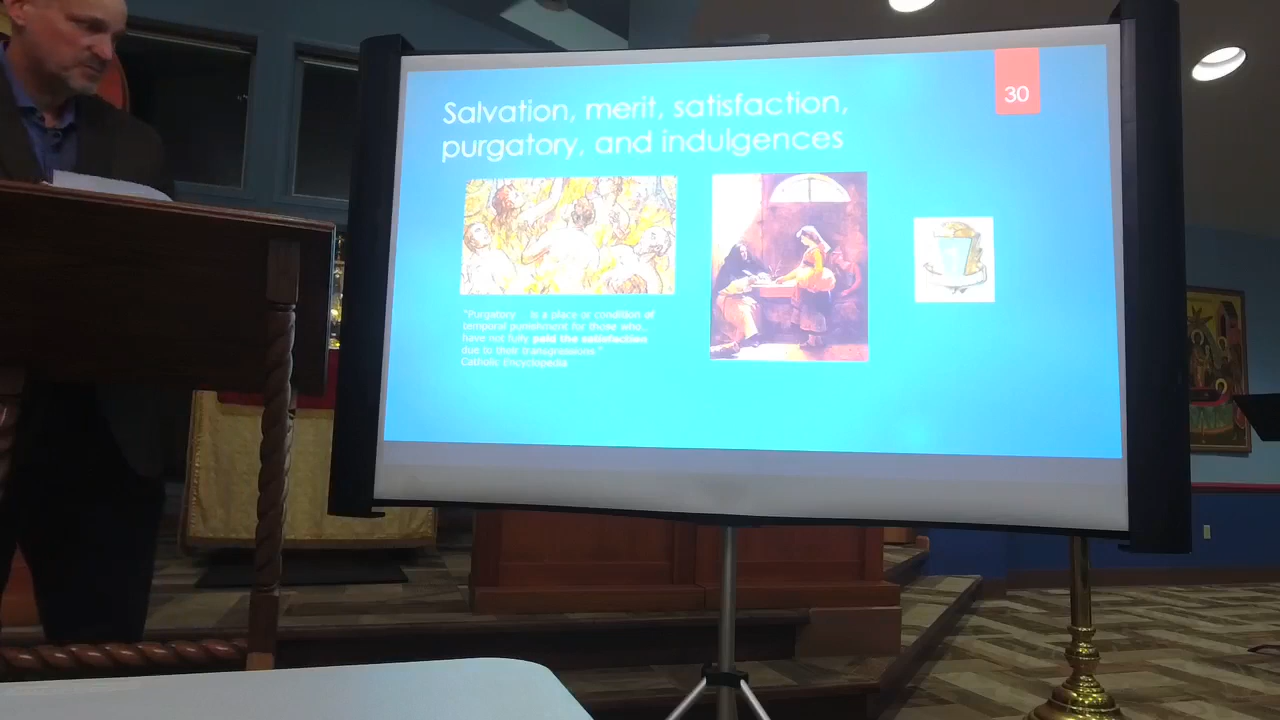 30
Salvation, merit, satisfaction,
purgatory, and indulgences
"Purgatory is a place or condition of
temporal punishment for those who..
have not fully paid the satisfaction
due to their transgressions."
Catholic Encyclopedia